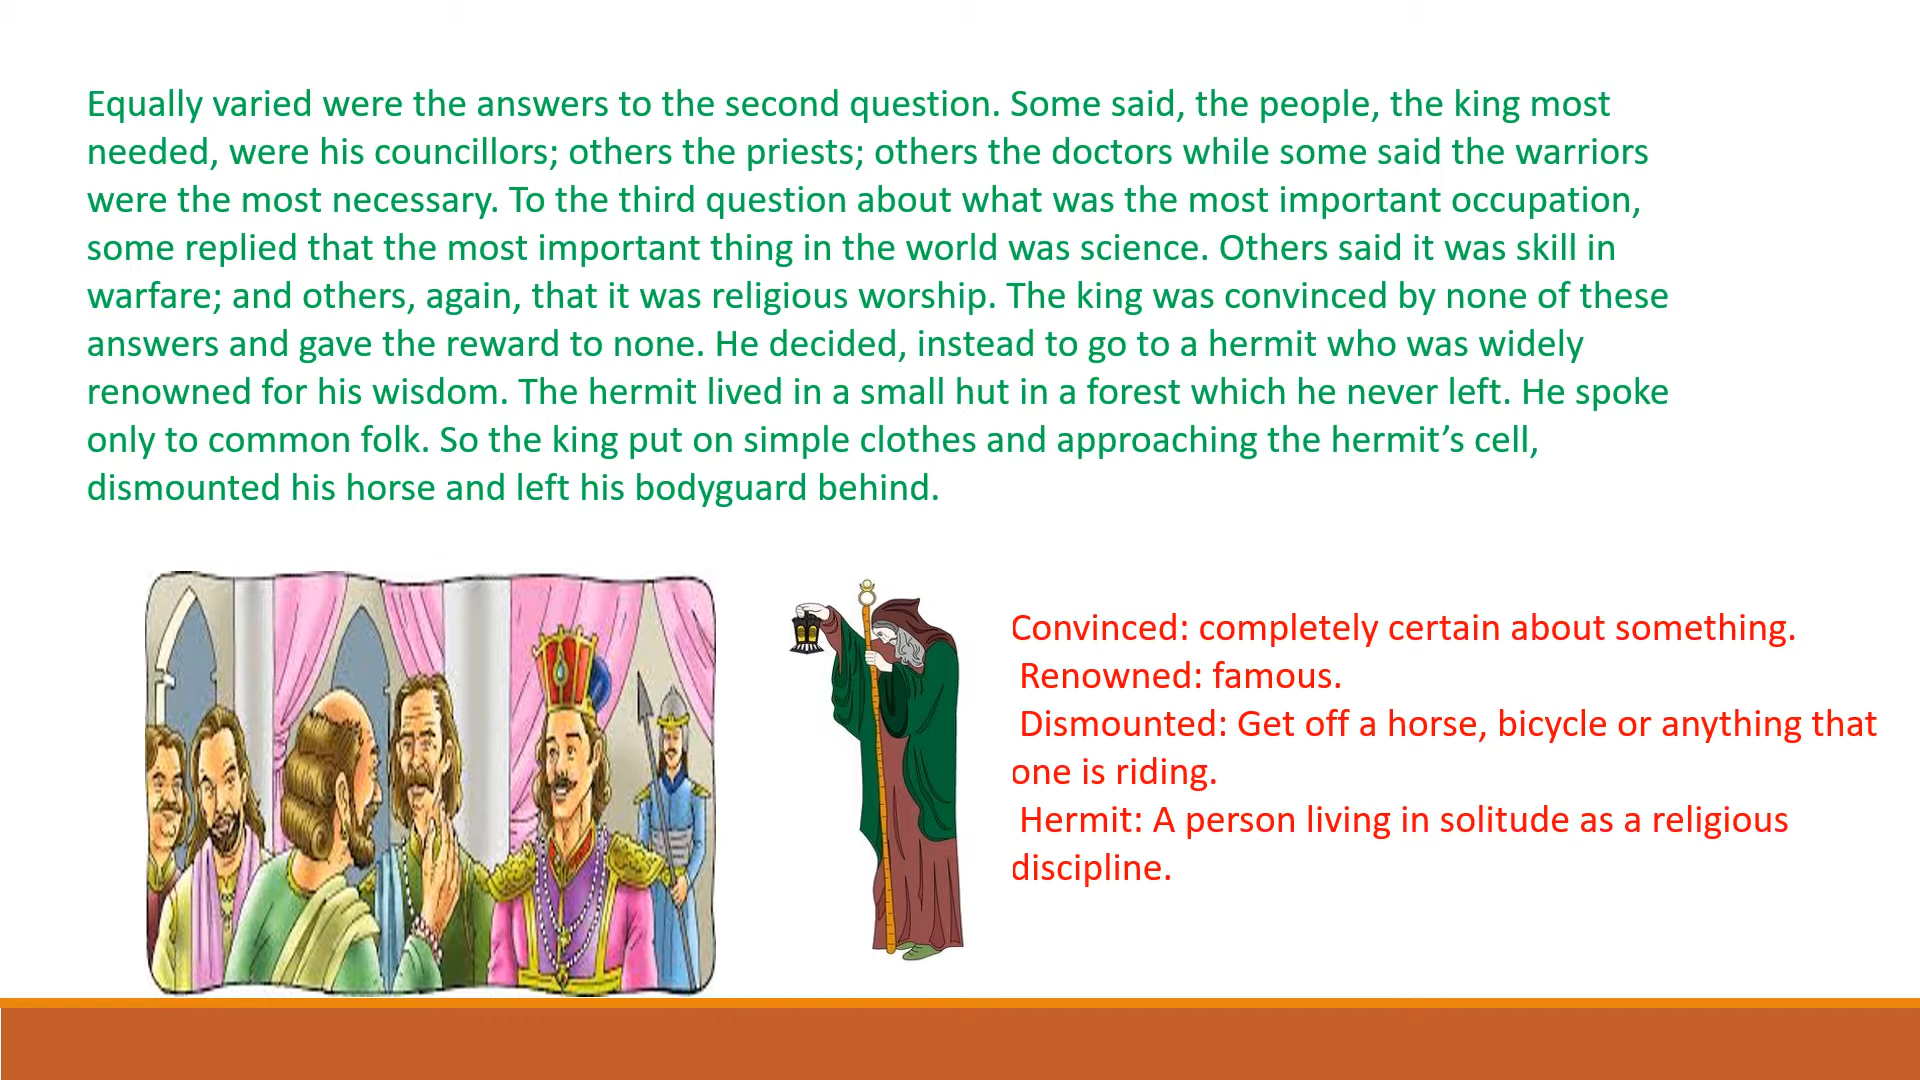 Equally varied were the answers to the second question. Some said, the people, the king most
needed, were his councillors; others the priests; others the doctors while some said the warriors
were the most necessary. To the third question about what was the most important occupation,
some replied that the most important thing in the world was science. Others said it was skill in
warfare; and others, again, that it was religious worship. The king was convinced by none of these
answers and gave the reward to none. He decided, instead to go to a hermit who was widely
renowned for his wisdom. The hermit lived in a small hut in a forest which he never left. He spoke
only to common folk. So the king put on simple clothes and approaching the hermit’s cell,
dismounted his horse and left his bodyguard behind.
Convinced: completely certain about something.
Renowned: famous.
Dismounted: Get off a horse, bicycle or anything that
one is riding.
Hermit: A person living in solitude as a religious
discipline.